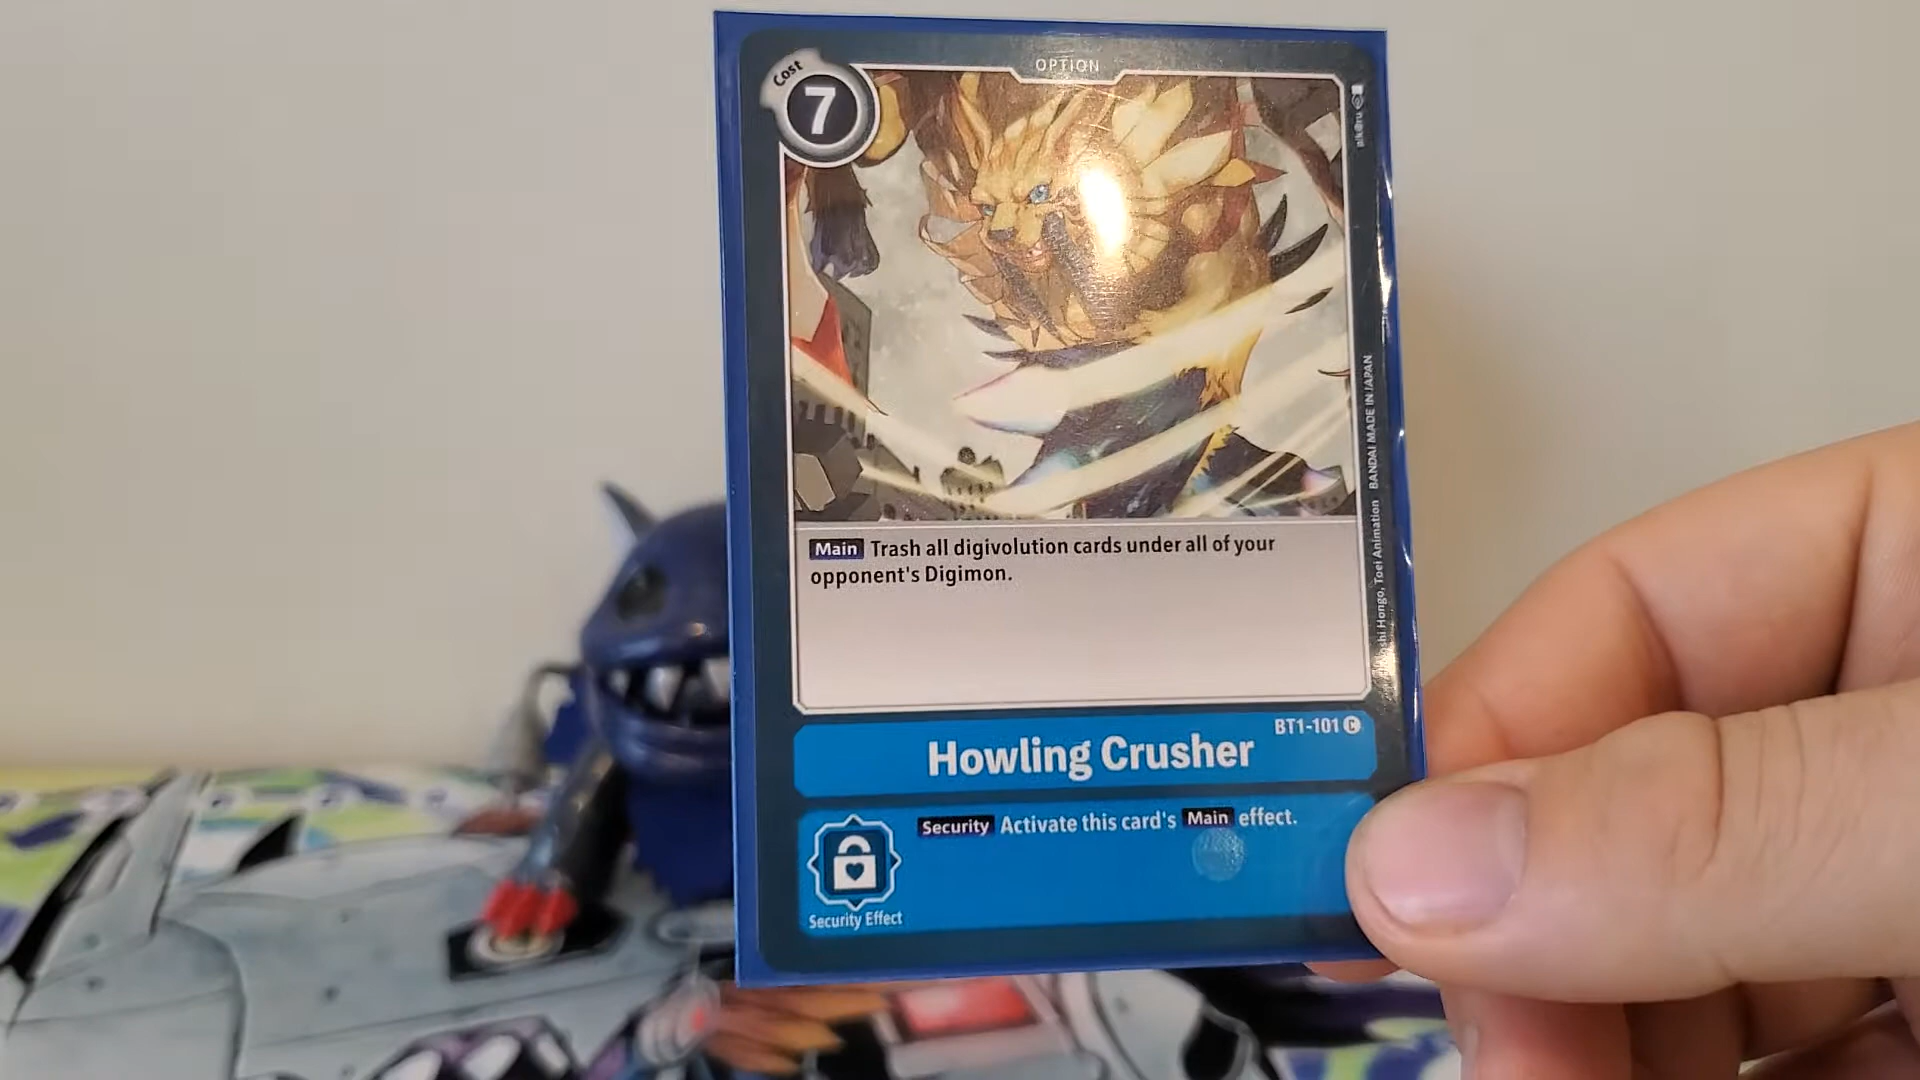 OPTION
Cost
7
Main Trash all digivolution cards under all of your
opponent's Digimon.
BT1-101 C
Howling Crusher
Security Activate this card's Main effect.
Security Effect
Hongo, Toei Animation BANDAI MADE IN JAPAN